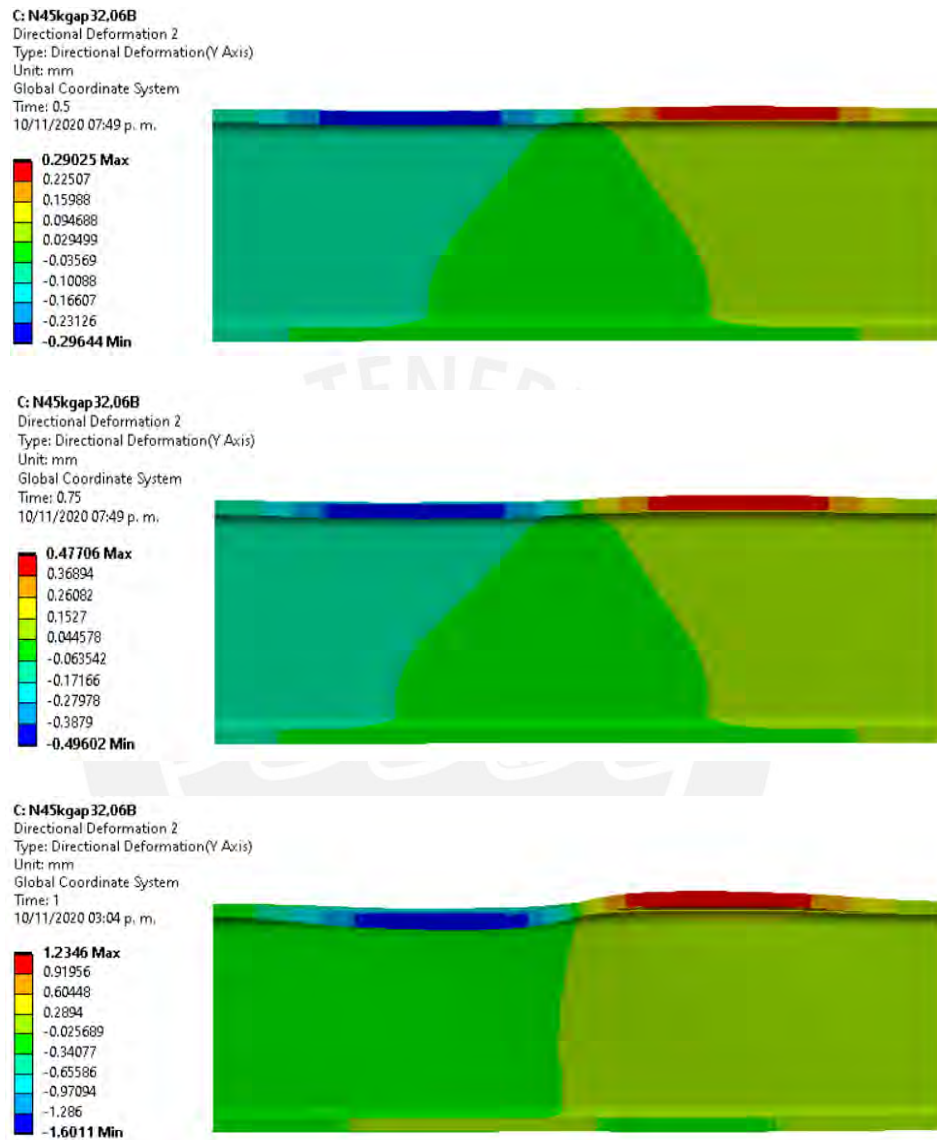 C: N45kgap32,06B
Directional Deformation 2
Type: Directional Deformation(Y Axis)
Unit: mm
Global Coordinate System
Time: 0.5
10/11/2020 07:49 p. m.
0.29025 Max
0.22507
0.15988
0.094688
0.029499
-0.03569
-0.10088
-0.16607
-0.23126
-0.29644 Min
TENEB
C: N45kgap32,06B
Directional Deformation 2
Type: Directional Deformation(Y Axis)
Unit: mm
Global Coordinate System
Time: 0.75
10/11/2020 07:49 p. m.
0.47706 Max
0.36894
0.26082
0.1527
0.044578
-0.063542
-0.17166
-0.27978
-0.3879
-0.49602 Min
C: N45kgap32,06B
Directional Deformation 2
Type: Directional Deformation(Y Axis)
Unit: mm
Global Coordinate System
Time: 1
10/11/2020 03:04 p. m.
1.2346 Max
0.91956
0.60448
0.2894
-0.025689
-0.34077
-0.65586
-0.97094
-1.286
-1.6011 Min